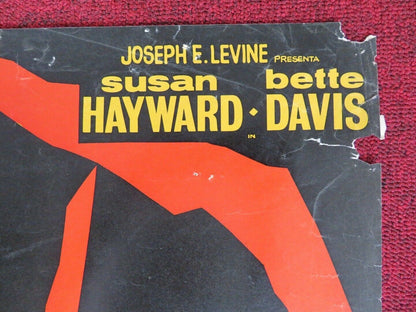 JOSEPH E. LEVINE PRESENTA
susan bette
HAYWARD · DAVIS
IN